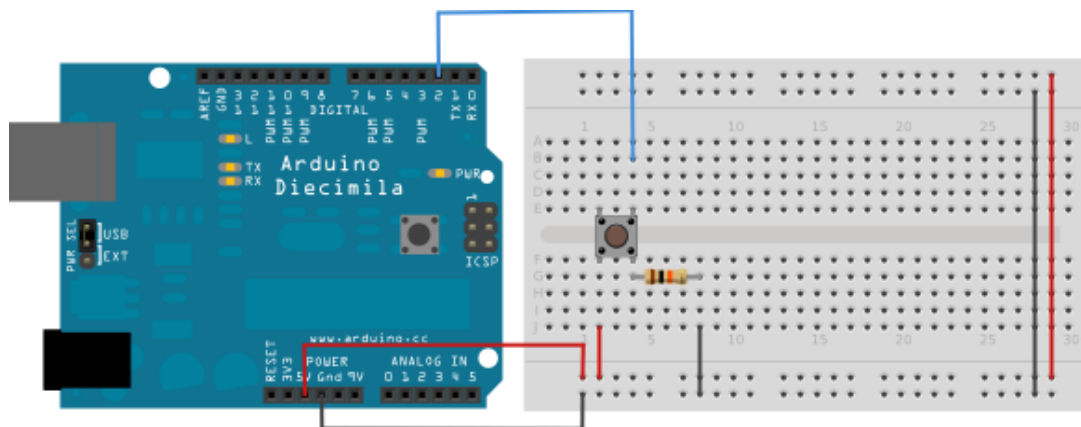 1 5 10 15 20 25 30
AREF GND 13 12 11 10 9 8 7 6 5 4 3 2 TX 1 RX 0
PWM PWM PWM PWM PWM PWM
DIGITAL
L
TX
RX
Arduino
Diecimila
PWR
1
ICSP
PWR SEL
USB
EXT
www.arduino.cc
POWER
ANALOG IN
RESET 3V3 5V Gnd 9V 0 1 2 3 4 5
A
B
C
D
E
F
G
H
I
J
1 5 10 15 20 25 30